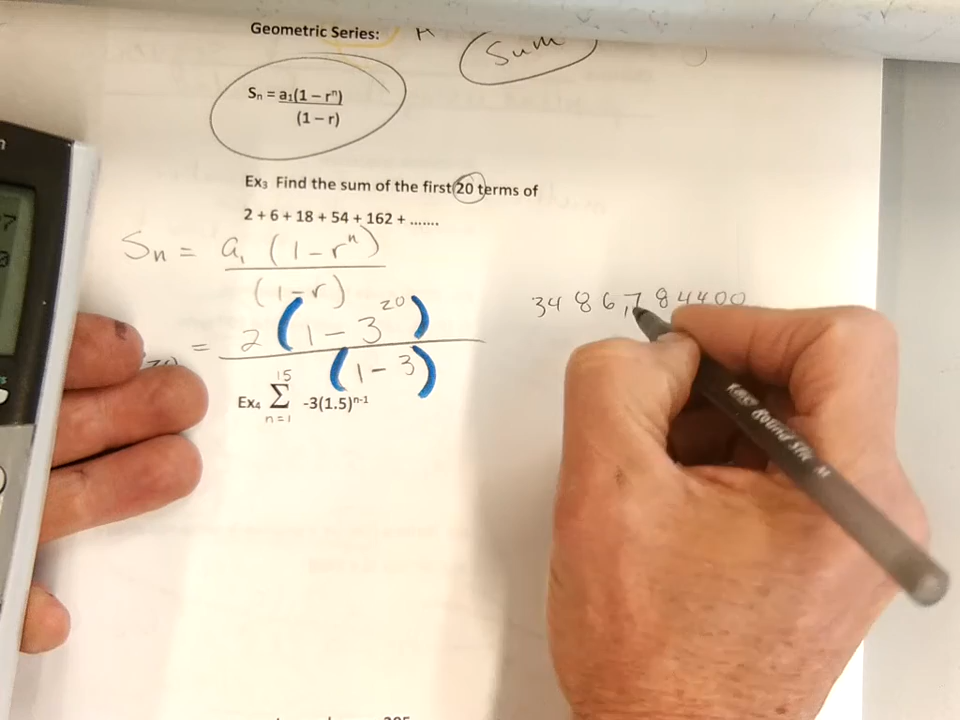 Geometric Series:
Sum
Sn = a₁(1 – rⁿ)
(1 – r)
Ex₃ Find the sum of the first 20 terms of
2 + 6 + 18 + 54 + 162 + .......
Sn = a₁ (1 - rⁿ)
(1 - r)
3486,784400
= 2 (1 - 3²⁰)
(1 - 3)
15
Ex₄ Σ -3(1.5)ⁿ⁻¹
n=1